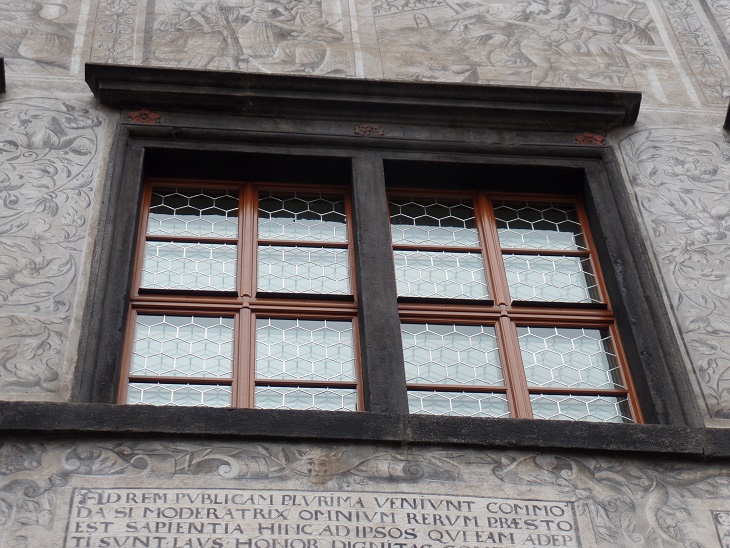 ID REM PVBLICAM PLVRIMA VENIVNT COMMO
DA SI MODERATRIX OMNIVM RERVM PRÆSTO
EST SAPIENTIA HINC AD IPSOS QVI EAM ADEP
TI SVNT LAVS HONOR DIGNITAS